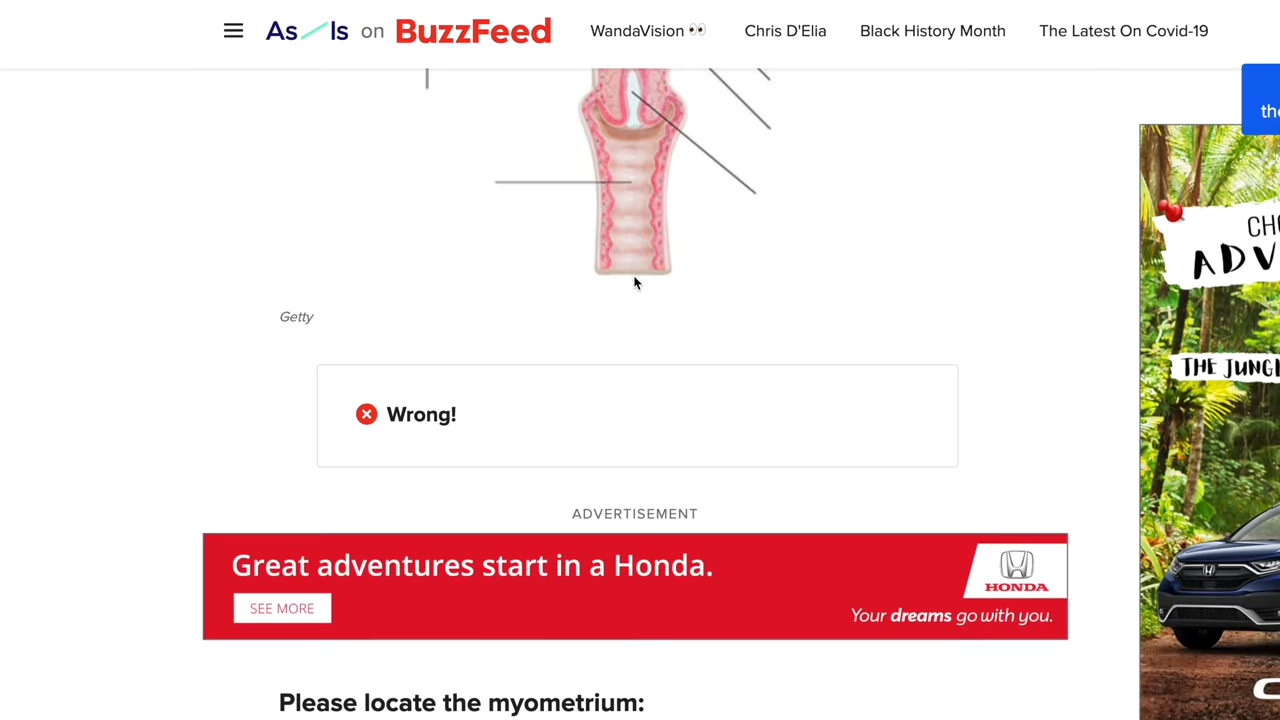 As Is on BuzzFeed WandaVision 👀 Chris D'Elia Black History Month The Latest On Covid-19
Getty
Wrong!
ADVERTISEMENT
Great adventures start in a Honda.
SEE MORE
HONDA
Your dreams go with you.
Please locate the myometrium:
THE